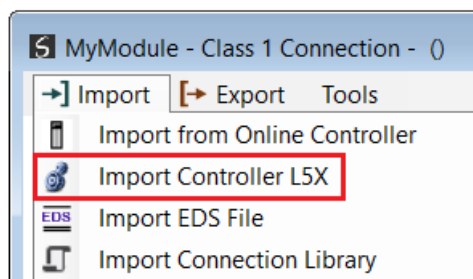 MyModule - Class 1 Connection - ()
Import Export Tools
Import from Online Controller
Import Controller L5X
EDS Import EDS File
Import Connection Library